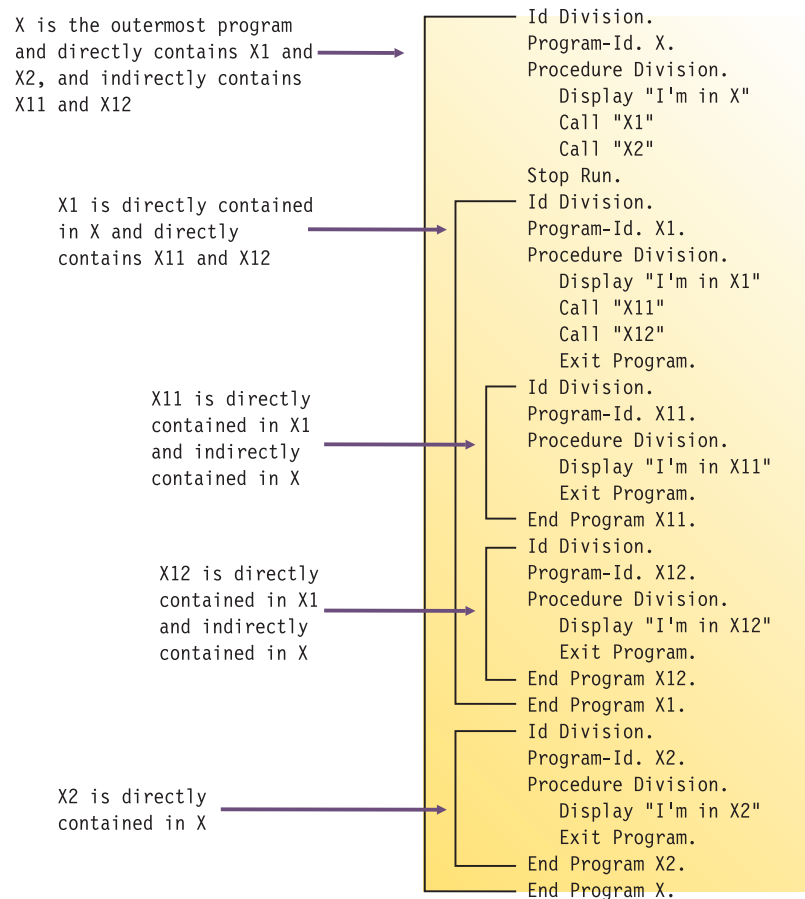 X is the outermost program
and directly contains X1 and
X2, and indirectly contains
X11 and X12
X1 is directly contained
in X and directly
contains X11 and X12
X11 is directly
contained in X1
and indirectly
contained in X
X12 is directly
contained in X1
and indirectly
contained in X
X2 is directly
contained in X
Id Division.
Program-Id. X.
Procedure Division.
Display "I'm in X"
Call "X1"
Call "X2"
Stop Run.
Id Division.
Program-Id. X1.
Procedure Division.
Display "I'm in X1"
Call "X11"
Call "X12"
Exit Program.
Id Division.
Program-Id. X11.
Procedure Division.
Display "I'm in X11"
Exit Program.
End Program X11.
Id Division.
Program-Id. X12.
Procedure Division.
Display "I'm in X12"
Exit Program.
End Program X12.
End Program X1.
Id Division.
Program-Id. X2.
Procedure Division.
Display "I'm in X2"
Exit Program.
End Program X2.
End Program X.